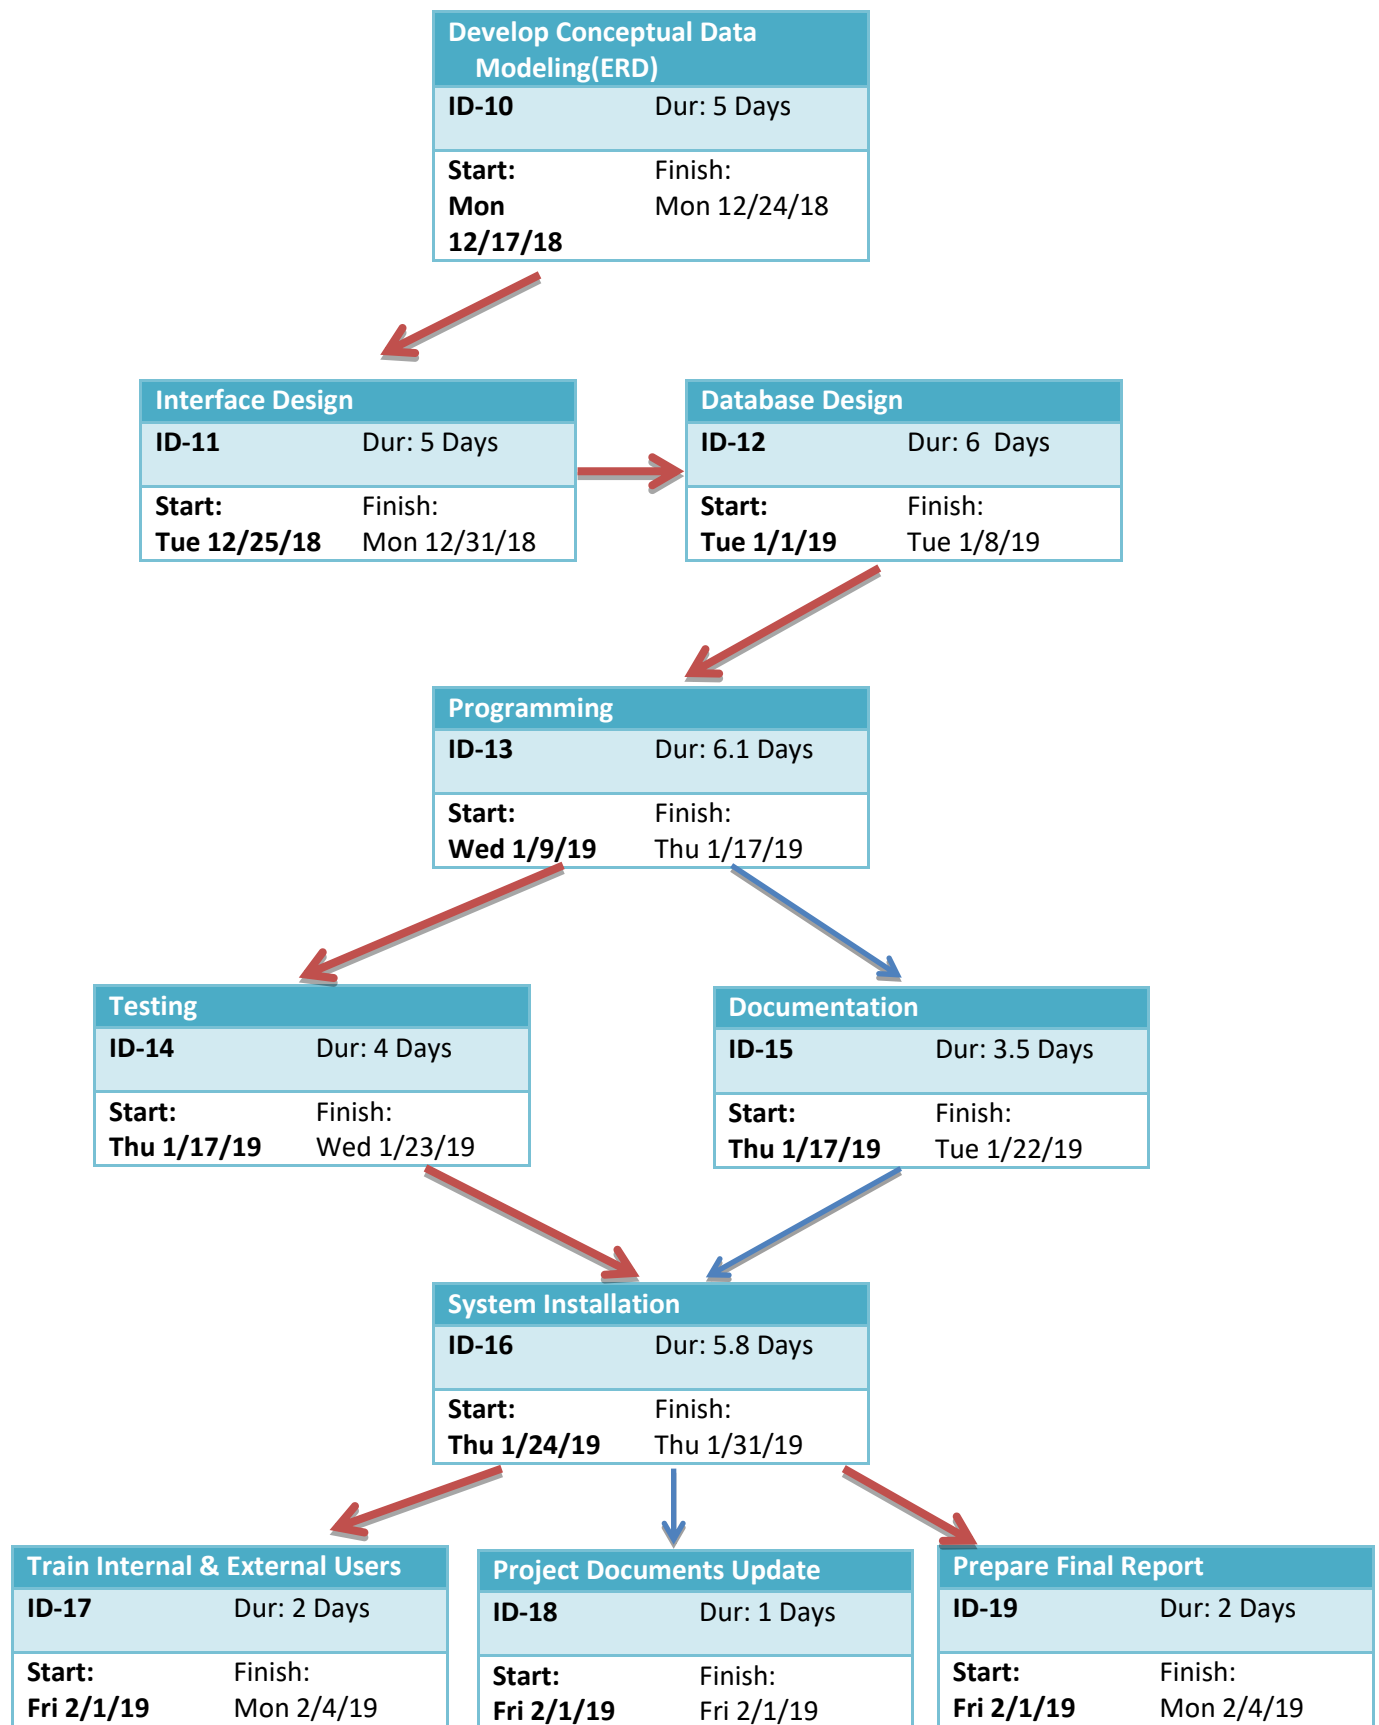 Develop Conceptual Data
Modeling(ERD)
ID-10 Dur: 5 Days
Start: Finish:
Mon Mon 12/24/18
12/17/18
Interface Design
ID-11 Dur: 5 Days
Start: Finish:
Tue 12/25/18 Mon 12/31/18
Database Design
ID-12 Dur: 6 Days
Start: Finish:
Tue 1/1/19 Tue 1/8/19
Programming
ID-13 Dur: 6.1 Days
Start: Finish:
Wed 1/9/19 Thu 1/17/19
Testing
ID-14 Dur: 4 Days
Start: Finish:
Thu 1/17/19 Wed 1/23/19
Documentation
ID-15 Dur: 3.5 Days
Start: Finish:
Thu 1/17/19 Tue 1/22/19
System Installation
ID-16 Dur: 5.8 Days
Start: Finish:
Thu 1/24/19 Thu 1/31/19
Train Internal & External Users
ID-17 Dur: 2 Days
Start: Finish:
Fri 2/1/19 Mon 2/4/19
Project Documents Update
ID-18 Dur: 1 Days
Start: Finish:
Fri 2/1/19 Fri 2/1/19
Prepare Final Report
ID-19 Dur: 2 Days
Start: Finish:
Fri 2/1/19 Mon 2/4/19